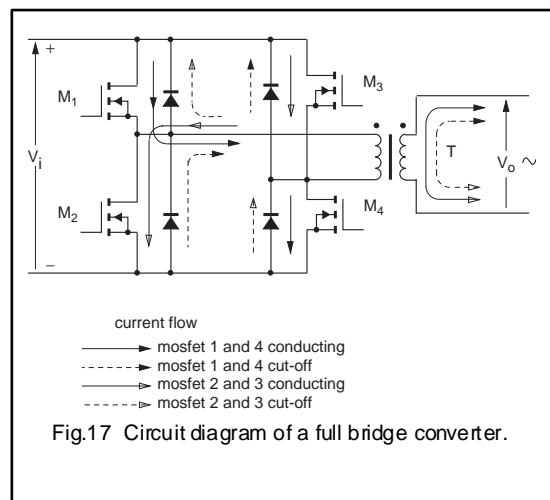 +
M1
M3
Vi
T
Vo ~
M2
M4
−
current flow
mosfet 1 and 4 conducting
mosfet 1 and 4 cut-off
mosfet 2 and 3 conducting
mosfet 2 and 3 cut-off
Fig.17 Circuit diagram of a full bridge converter.